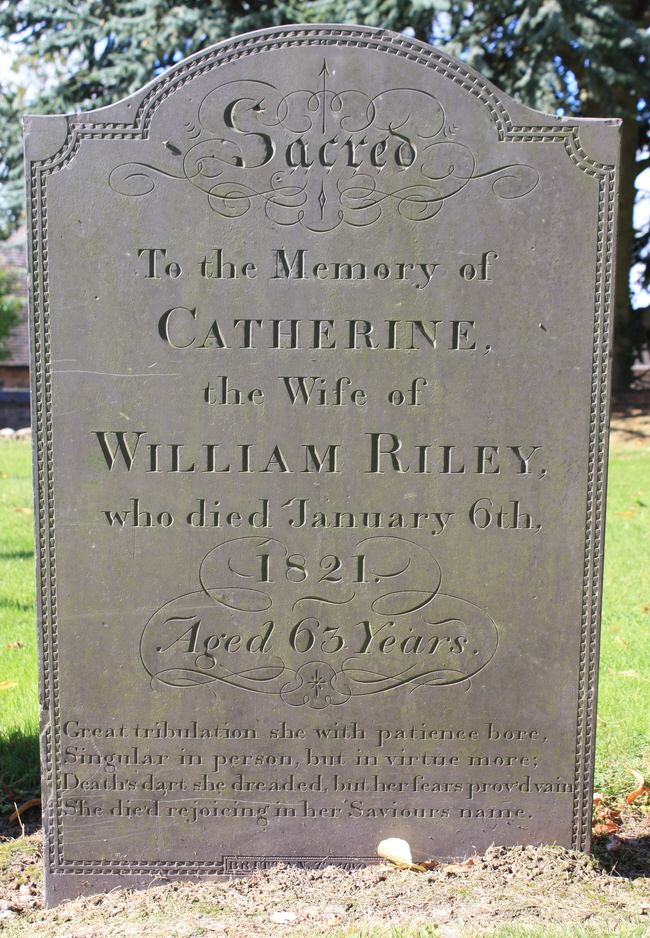 Sacred
To the Memory of
CATHERINE,
the Wife of
WILLIAM RILEY,
who died January 6th,
1821.
Aged 63 Years.
Great tribulation she with patience bore,
Singular in person, but in virtue more;
Death's dart she dreaded, but her fears prov'd vain
She died rejoicing in her Saviours name.